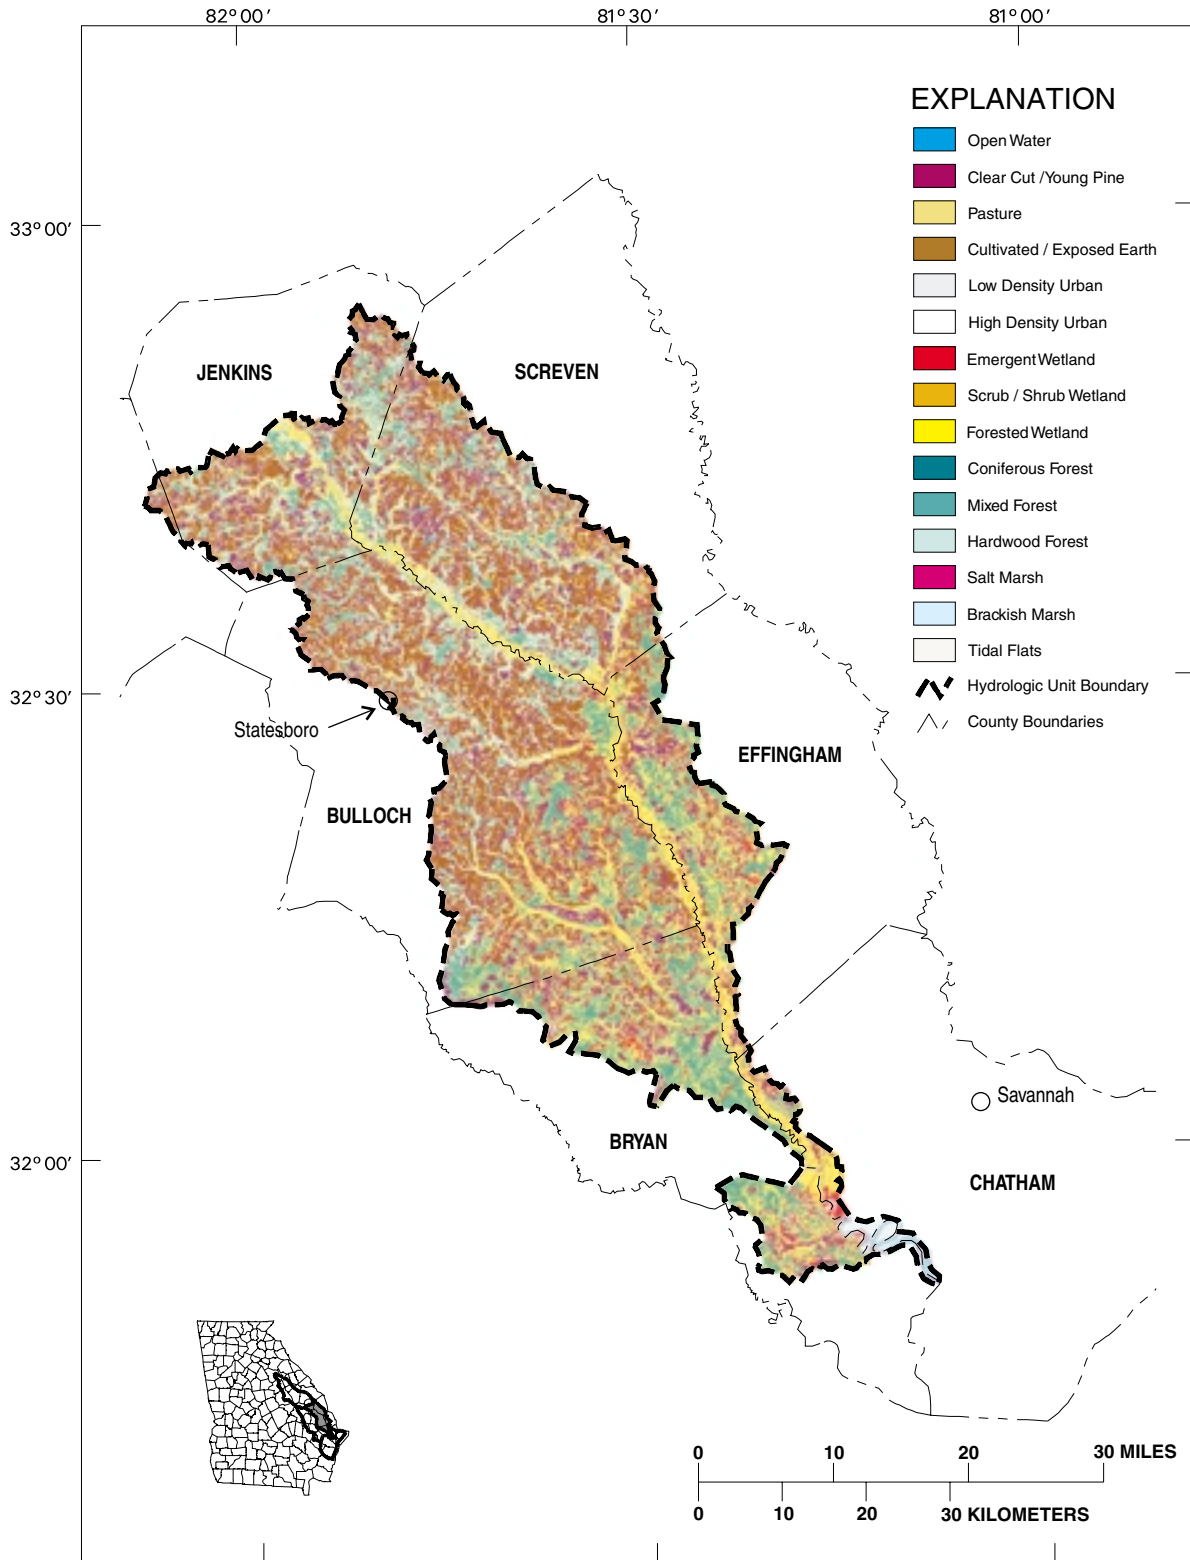 82° 00′ 81° 30′ 81° 00′
EXPLANATION
Open Water
Clear Cut /Young Pine
Pasture
Cultivated / Exposed Earth
Low Density Urban
High Density Urban
Emergent Wetland
Scrub / Shrub Wetland
Forested Wetland
Coniferous Forest
Mixed Forest
Hardwood Forest
Salt Marsh
Brackish Marsh
Tidal Flats
Hydrologic Unit Boundary
County Boundaries
33° 00′
JENKINS
SCREVEN
32° 30′
Statesboro
EFFINGHAM
BULLOCH
Savannah
BRYAN
32° 00′
CHATHAM
0 10 20 30 MILES
0 10 20 30 KILOMETERS